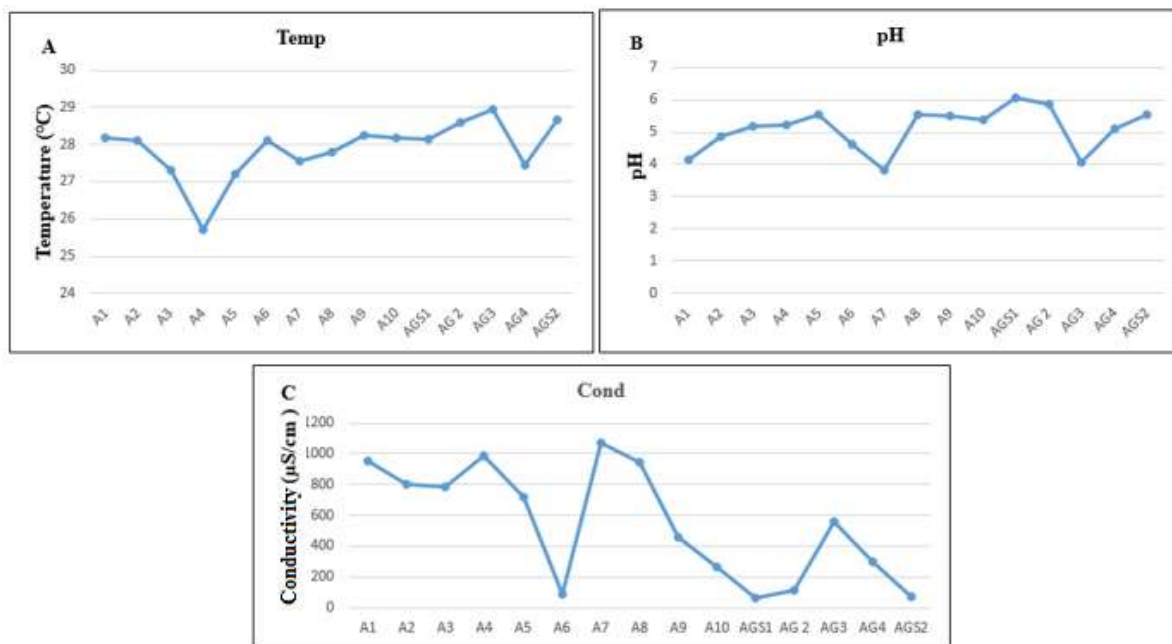 A
Temp
Temperature (°C)
30
29
28
27
26
25
24
A1 A2 A3 A4 A5 A6 A7 A8 A9 A10 AGS1 AG 2 AG3 AG4 AGS2
B
pH
pH
7
6
5
4
3
2
1
0
A1 A2 A3 A4 A5 A6 A7 A8 A9 A10 AGS1 AG 2 AG3 AG4 AGS2
C
Cond
Conductivity (µS/cm )
1200
1000
800
600
400
200
0
A1 A2 A3 A4 A5 A6 A7 A8 A9 A10 AGS1 AG 2 AG3 AG4 AGS2